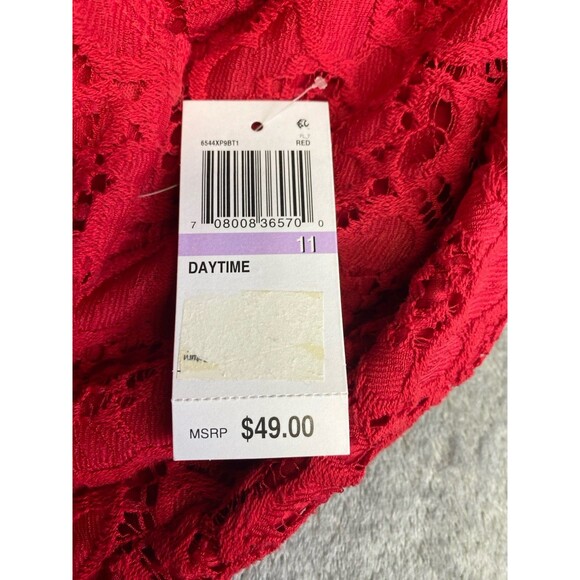 6544XP9BT1
RED
7 08008 36570 0
11
DAYTIME
MSRP $49.00